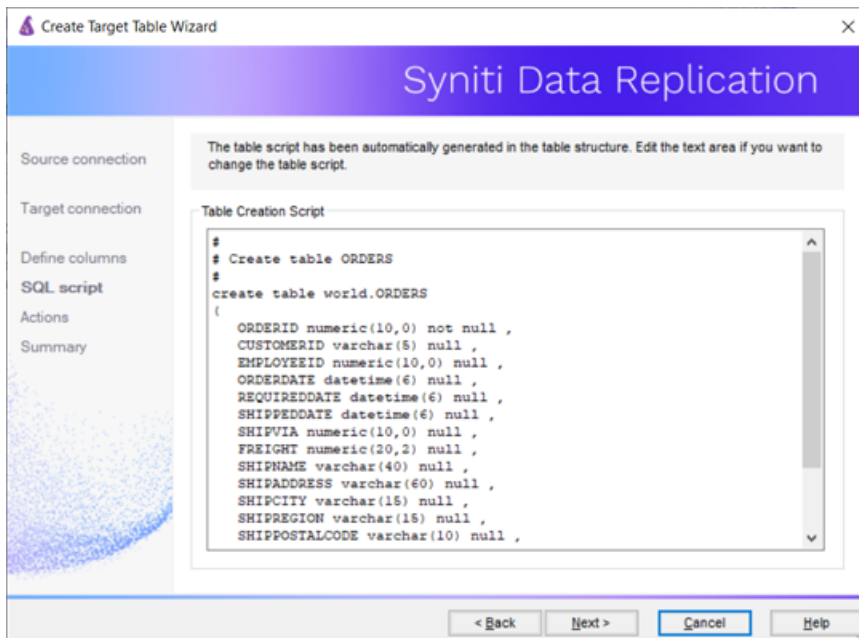 Create Target Table Wizard
Syniti Data Replication
Source connection
Target connection
Define columns
SQL script
Actions
Summary
The table script has been automatically generated in the table structure. Edit the text area if you want to
change the table script.
Table Creation Script
#
# Create table ORDERS
#
create table world.ORDERS
(
ORDERID numeric(10,0) not null ,
CUSTOMERID varchar(5) null ,
EMPLOYEEID numeric(10,0) null ,
ORDERDATE datetime(6) null ,
REQUIREDDATE datetime(6) null ,
SHIPPEDDATE datetime(6) null ,
SHIPVIA numeric(10,0) null ,
FREIGHT numeric(20,2) null ,
SHIPNAME varchar(40) null ,
SHIPADDRESS varchar(60) null ,
SHIPCITY varchar(15) null ,
SHIPREGION varchar(15) null ,
SHIPPOSTALCODE varchar(10) null ,
< Back
Next >
Cancel
Help